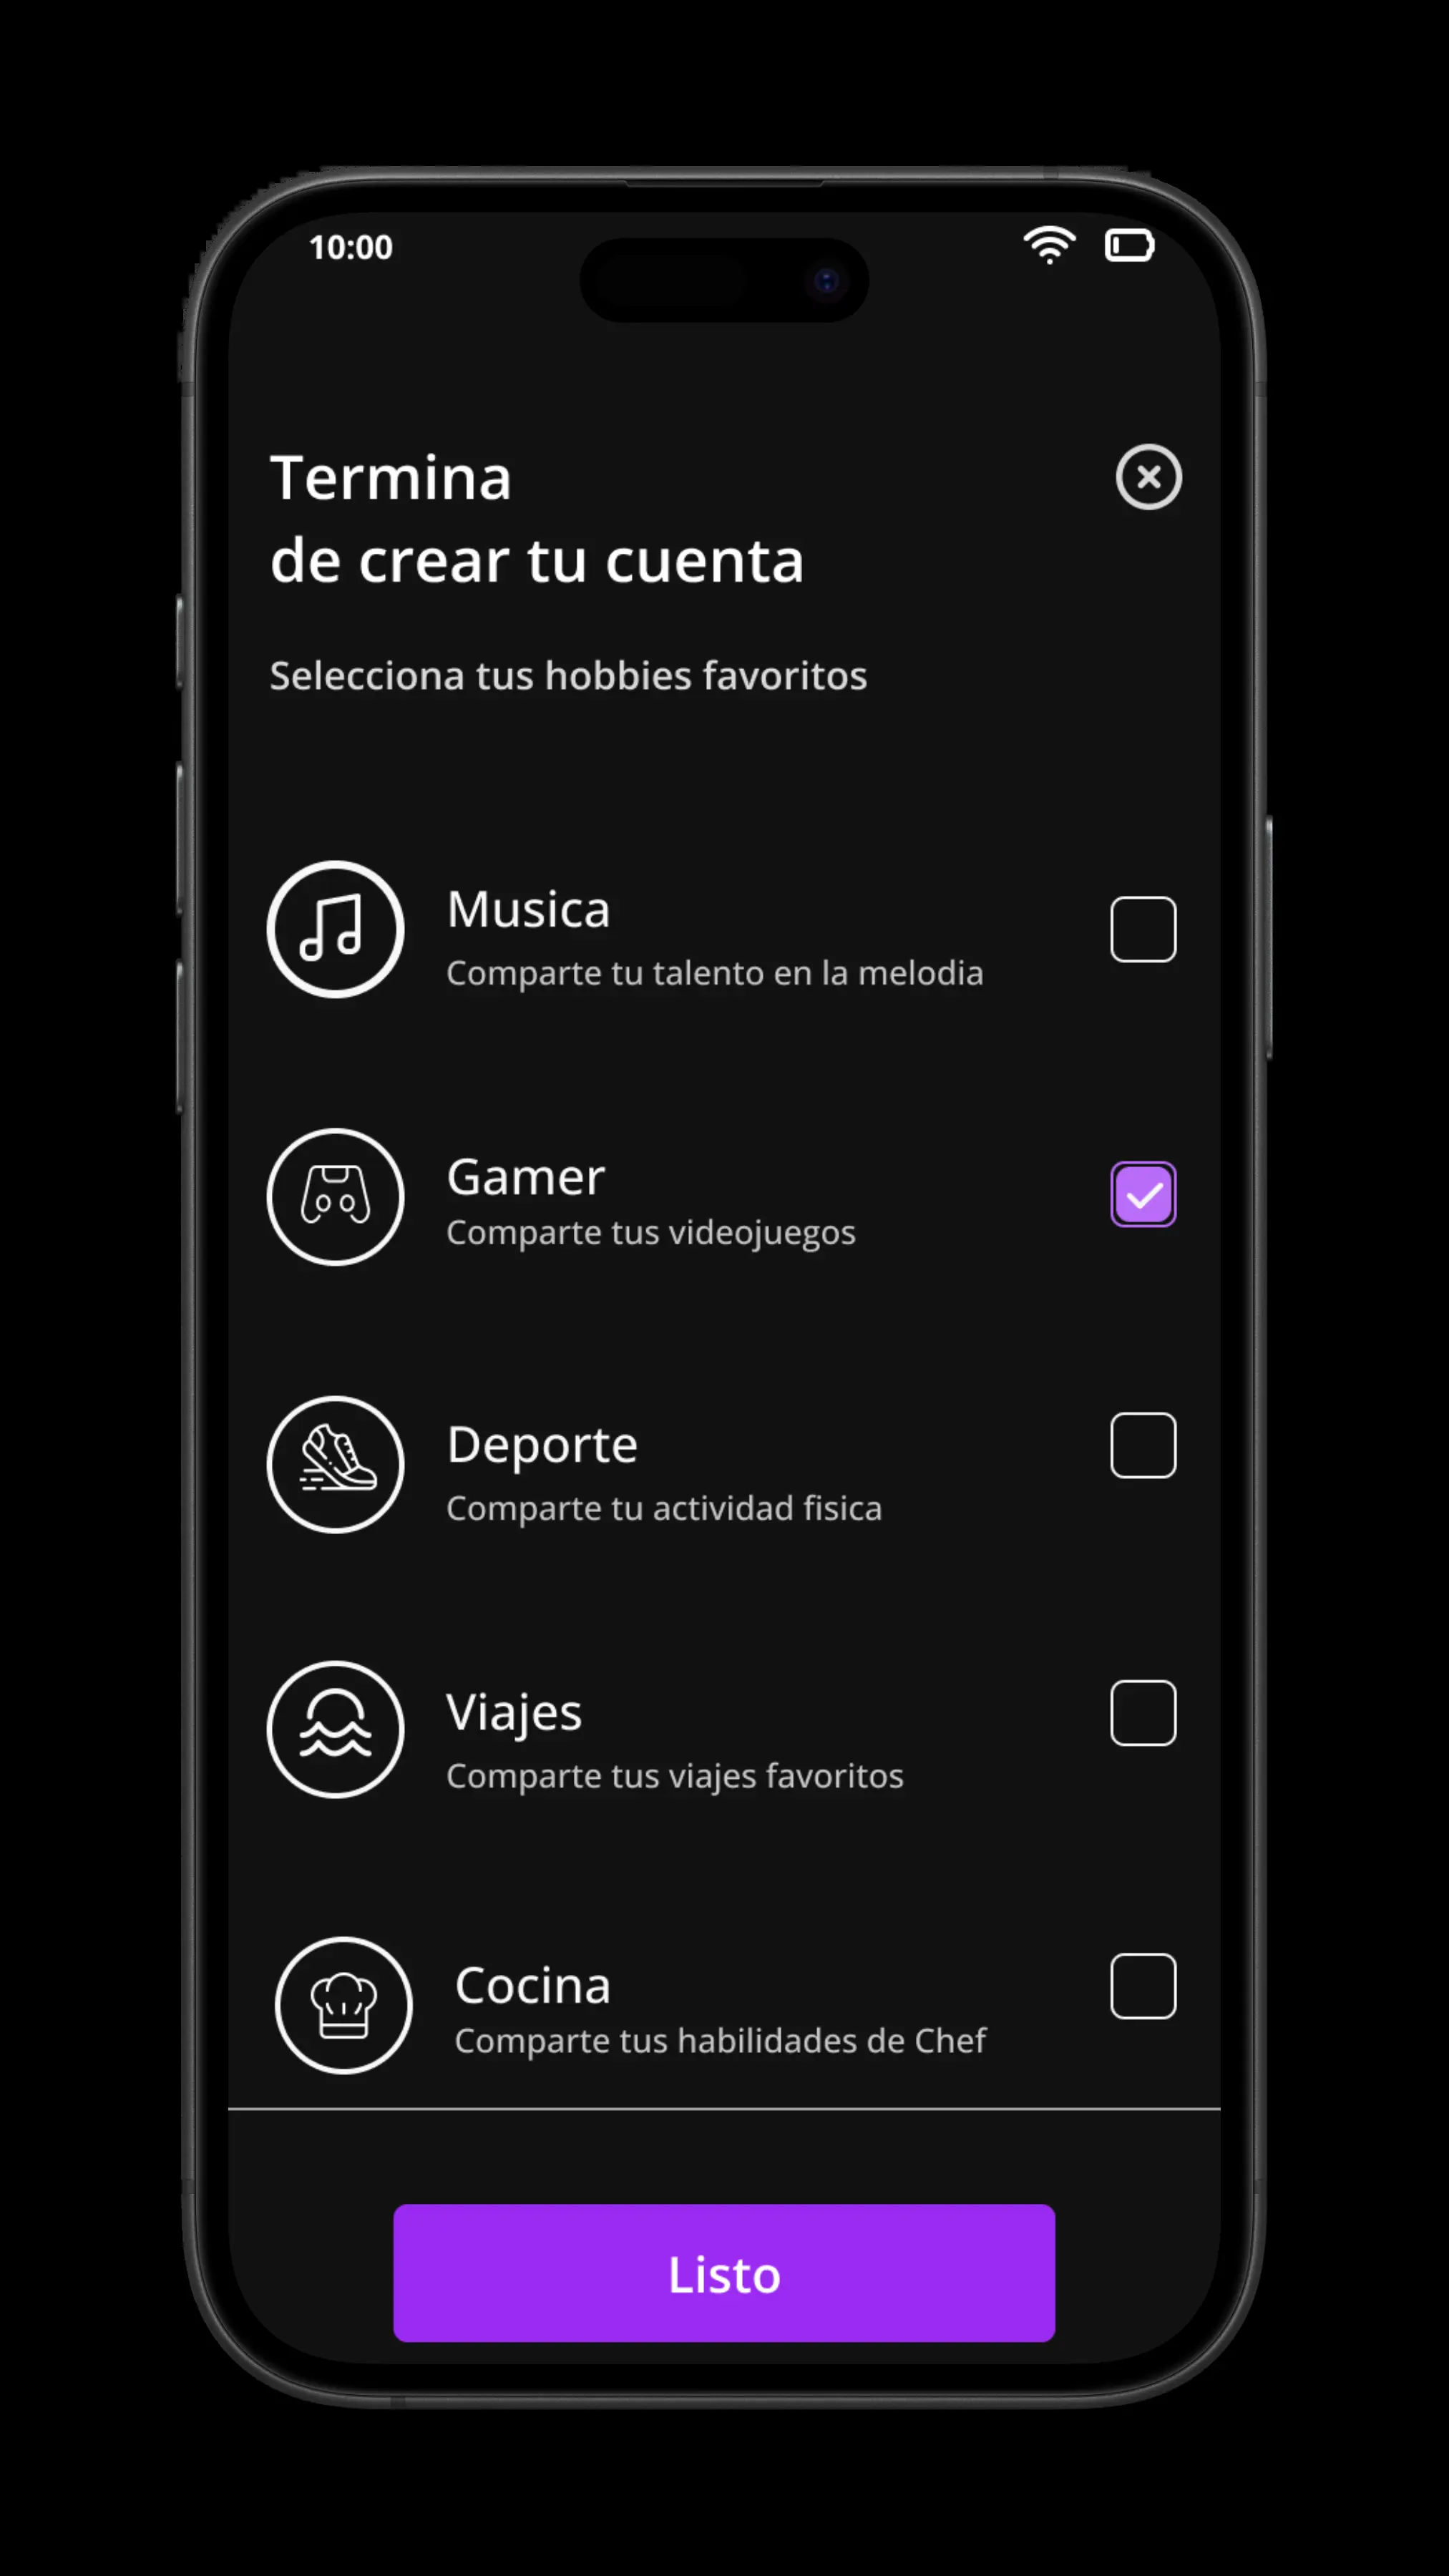 10:00
Termina
de crear tu cuenta
Selecciona tus hobbies favoritos
Musica
Comparte tu talento en la melodia
Gamer
Comparte tus videojuegos
Deporte
Comparte tu actividad fisica
Viajes
Comparte tus viajes favoritos
Cocina
Comparte tus habilidades de Chef
Listo